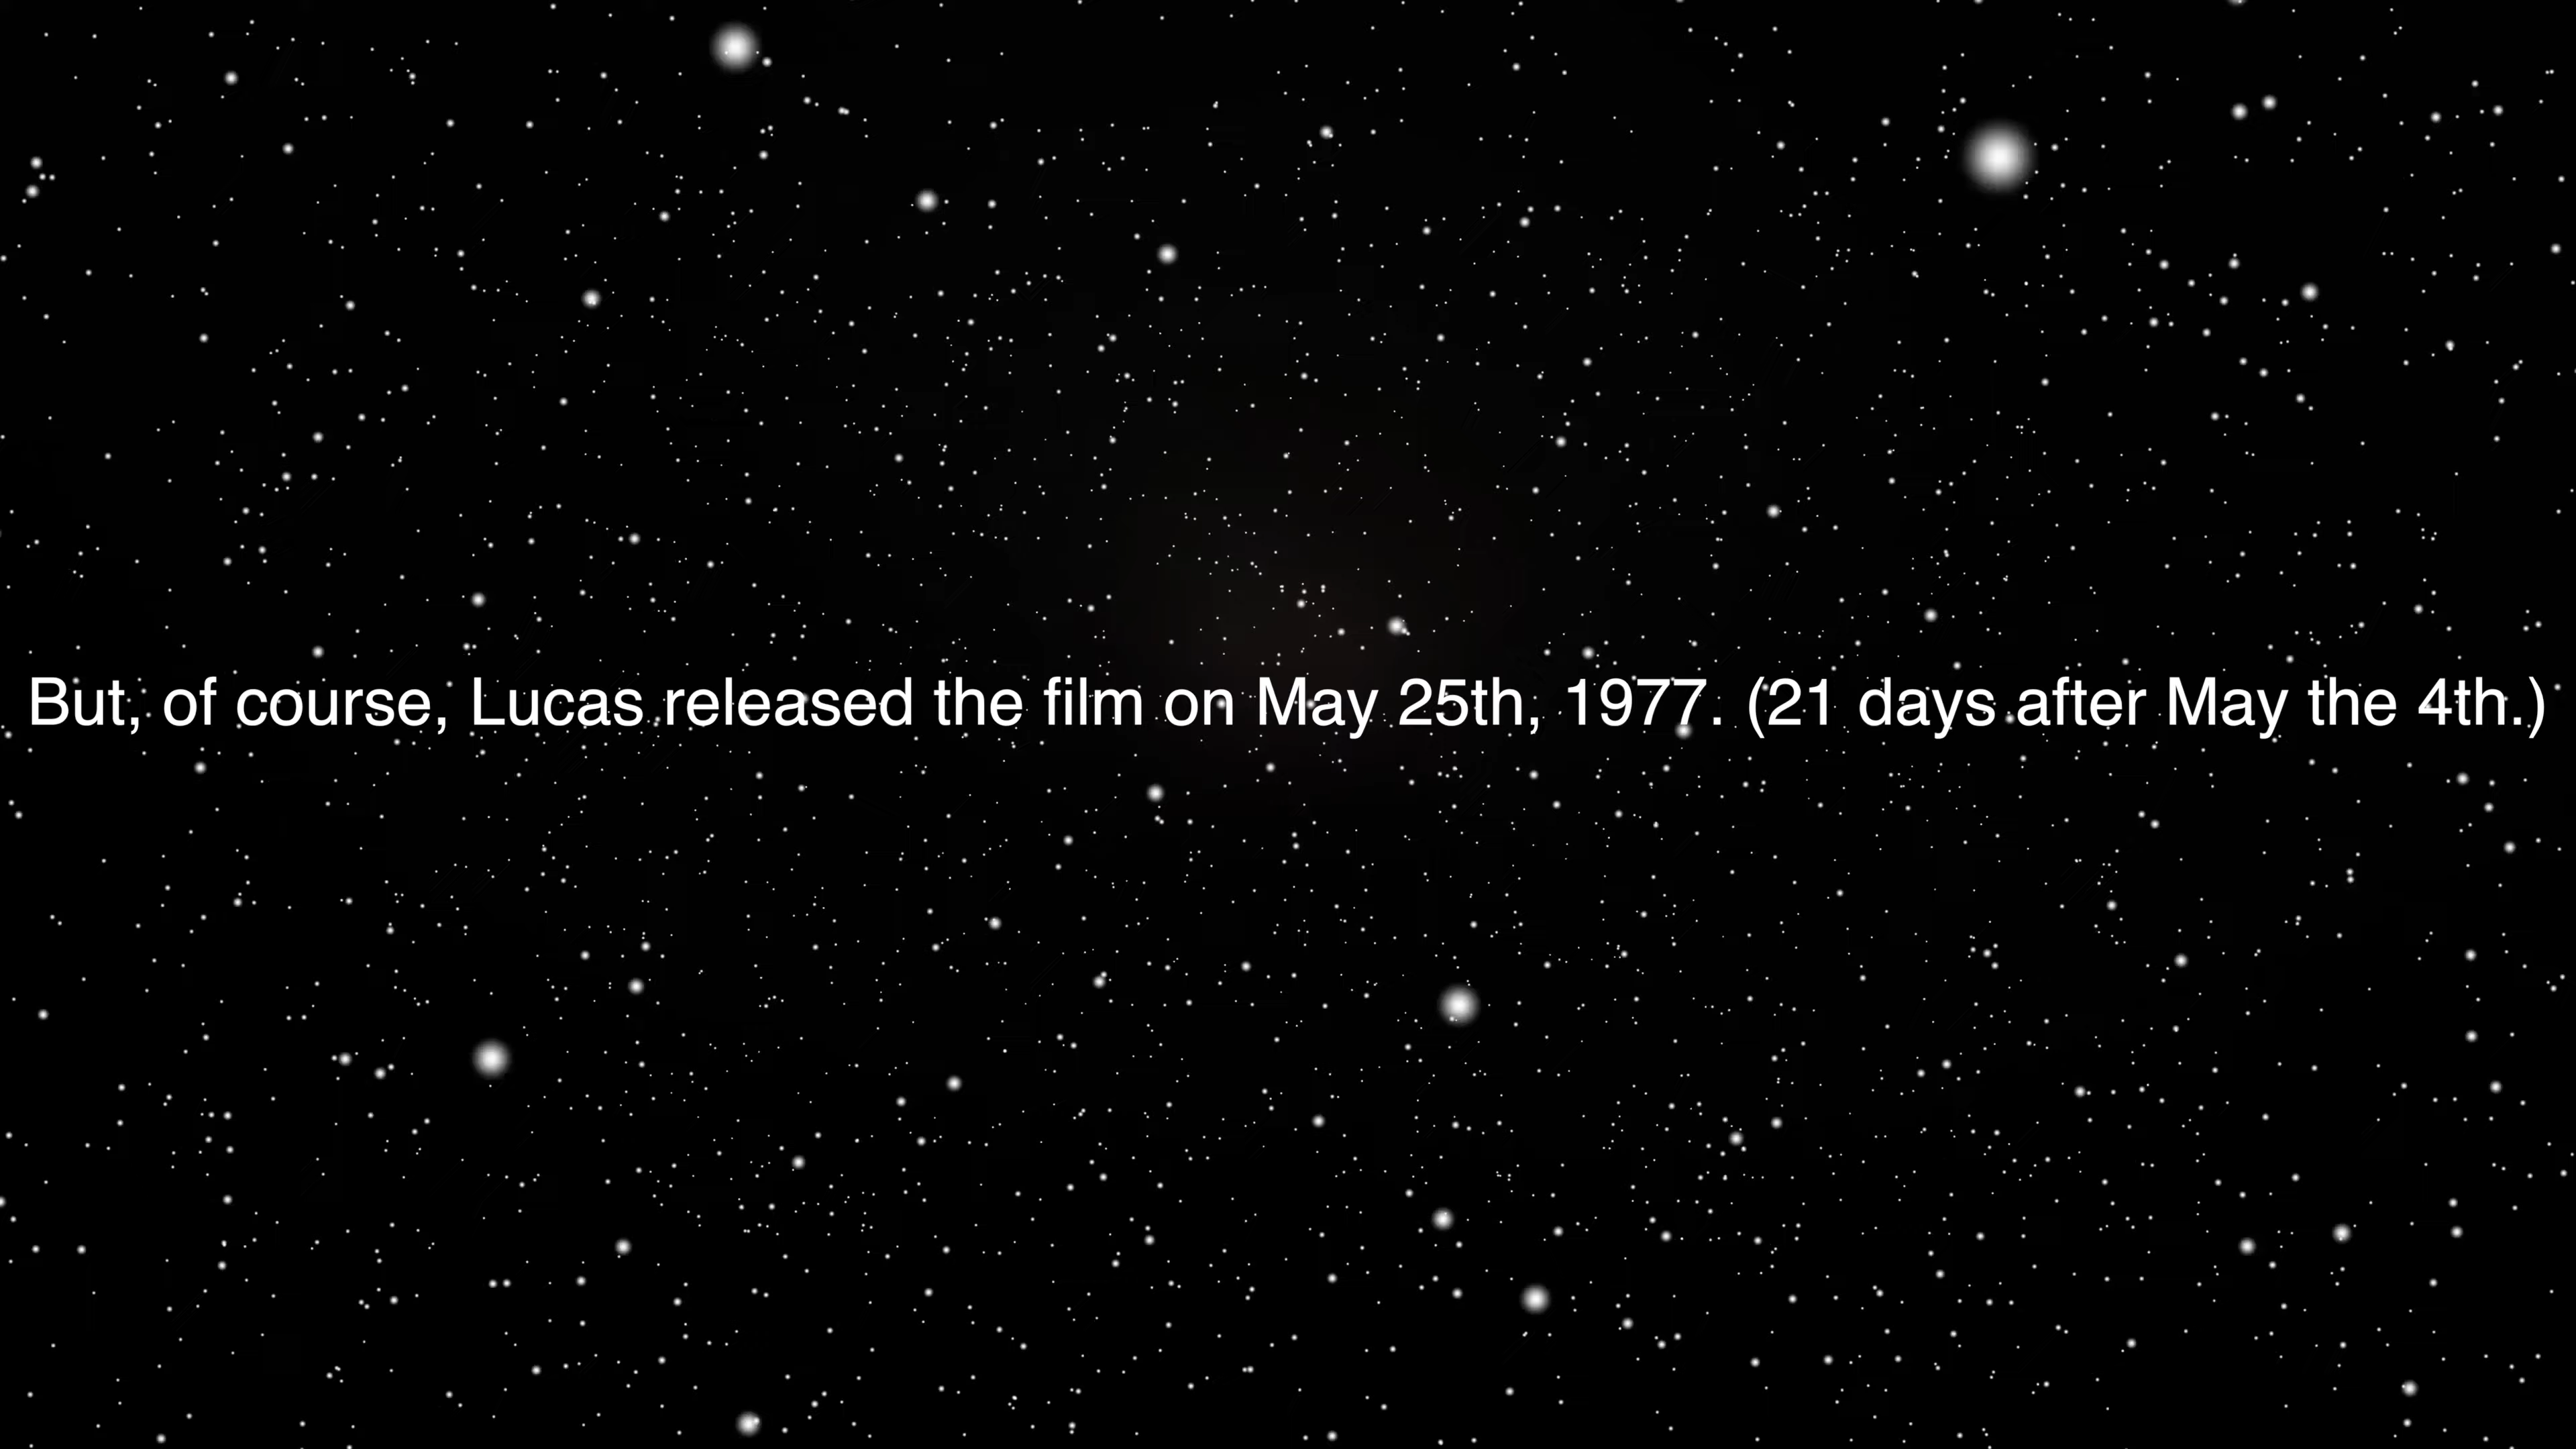 But, of course, Lucas released the film on May 25th, 1977. (21 days after May the 4th.)